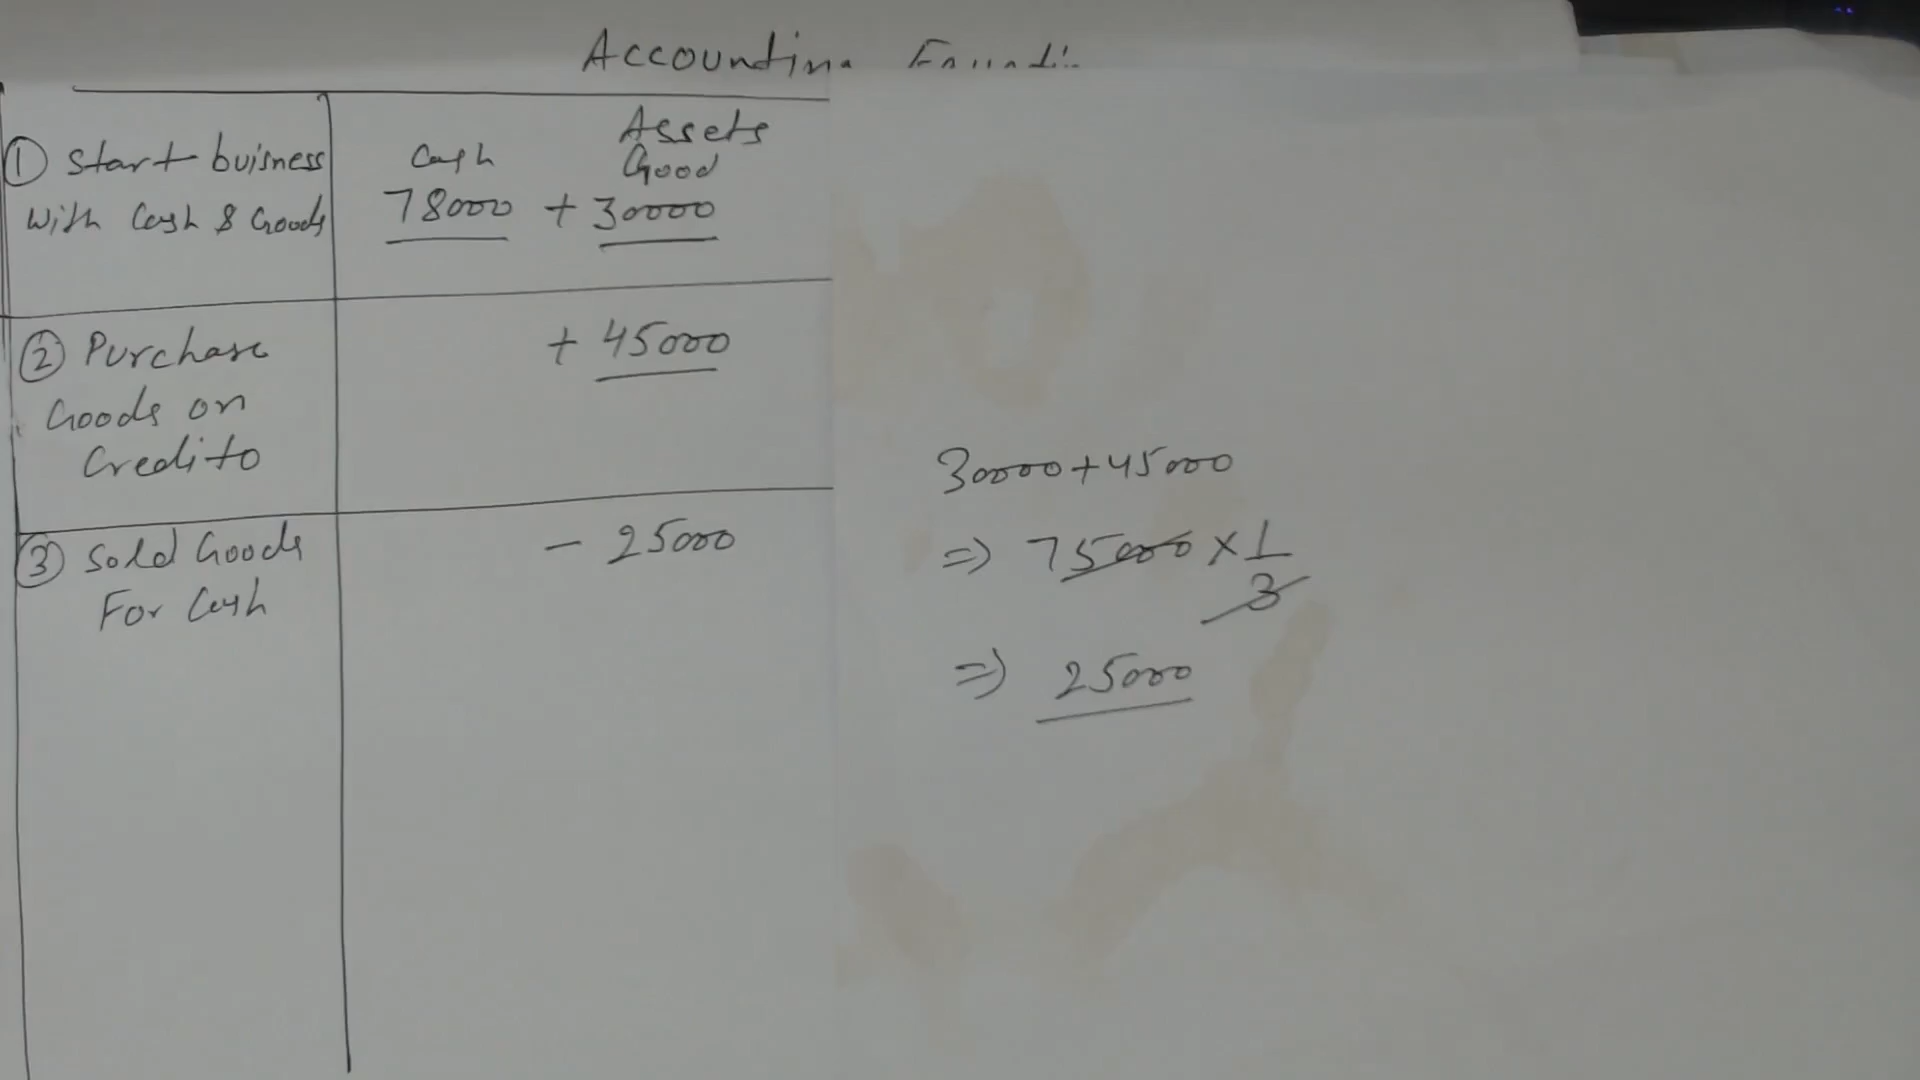 Accounting
Assets
① Start buisness Cash Good
With Cash & Goods 78000 + 30000
② Purchase + 45000
Goods on
Credito
③ Sold Goods - 25000
For Cash
30000+45000
=> 75000 × 1/3
=> 25000